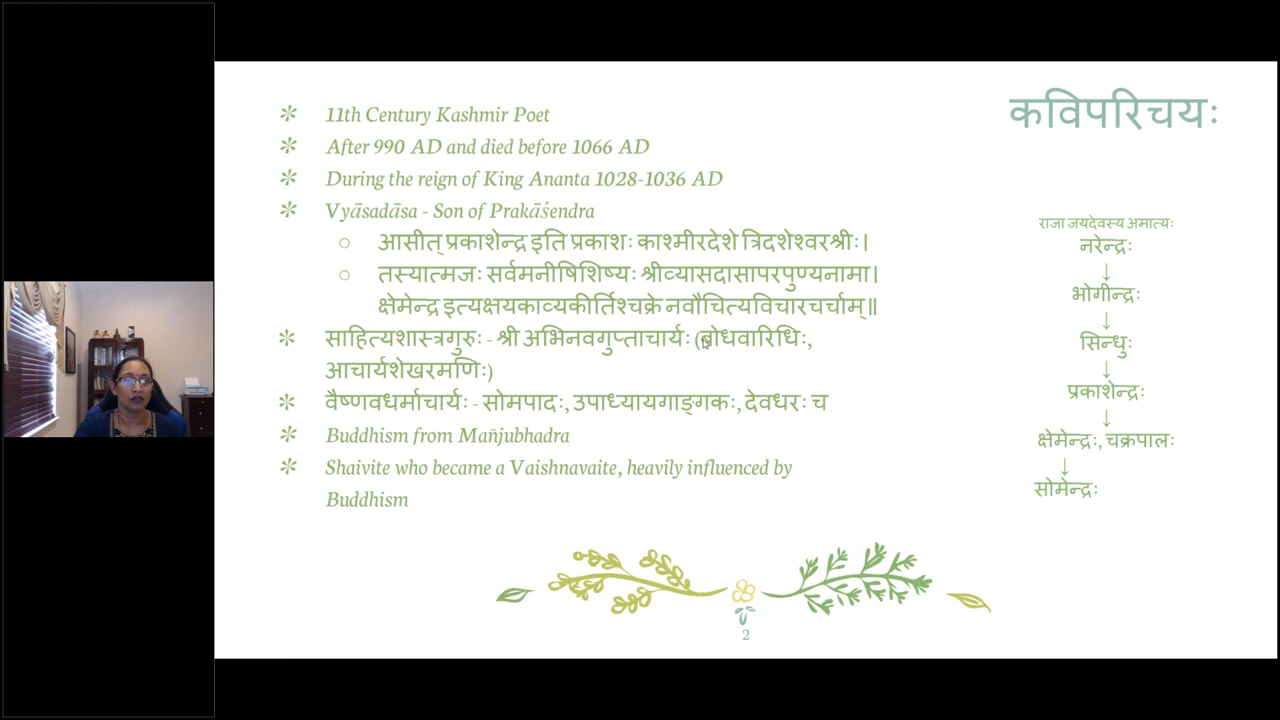 कविपरिचयः
11th Century Kashmir Poet
After 990 AD and died before 1066 AD
During the reign of King Ananta 1028-1036 AD
Vyāsadāsa - Son of Prakāśendra
आसीत् प्रकाशेन्द्र इति प्रकाशः काश्मीरदेशे त्रिदशेश्वरश्रीः।
तस्यात्मजः सर्वमनीषिशिष्यः श्रीव्यासदासापरपुण्यनामा।
क्षेमेन्द्र इत्यक्षयकाव्यकीर्तिश्चक्रे नवौचित्यविचारचर्चाम्॥
साहित्यशास्त्रगुरुः - श्री अभिनवगुप्ताचार्यः (बोधवारिधिः,
आचार्यशेखरमणिः)
वैष्णवधर्माचार्यः - सोमपादः, उपाध्यायगाङ्गकः, देवधरः च
Buddhism from Mañjubhadra
Shaivite who became a Vaishnavaite, heavily influenced by
Buddhism
राजा जयदेवस्य अमात्यः
नरेन्द्रः
↓
भोगीन्द्रः
↓
सिन्धुः
↓
प्रकाशेन्द्रः
↓
क्षेमेन्द्रः, चक्रपालः
↓
सोमेन्द्रः
2